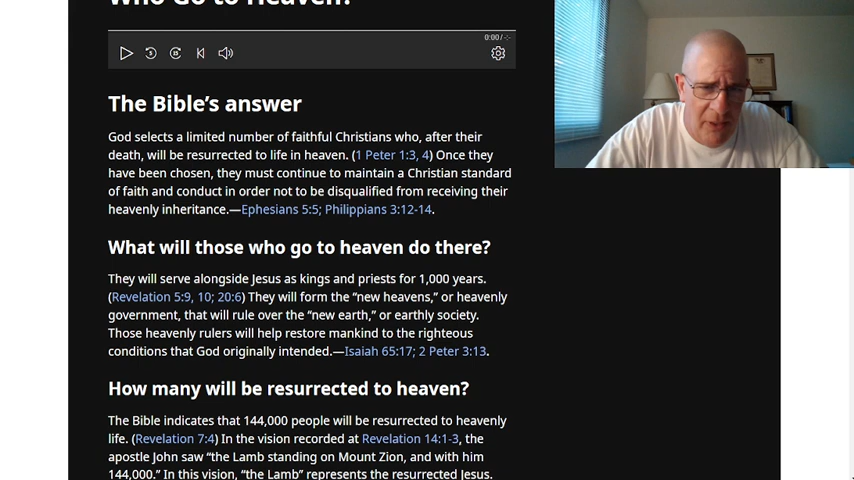 Who Go to Heaven?
0:00 / -:-
The Bible's answer
God selects a limited number of faithful Christians who, after their
death, will be resurrected to life in heaven. (1 Peter 1:3, 4) Once they
have been chosen, they must continue to maintain a Christian standard
of faith and conduct in order not to be disqualified from receiving their
heavenly inheritance.—Ephesians 5:5; Philippians 3:12-14.
What will those who go to heaven do there?
They will serve alongside Jesus as kings and priests for 1,000 years.
(Revelation 5:9, 10; 20:6) They will form the “new heavens,” or heavenly
government, that will rule over the “new earth,” or earthly society.
Those heavenly rulers will help restore mankind to the righteous
conditions that God originally intended.—Isaiah 65:17; 2 Peter 3:13.
How many will be resurrected to heaven?
The Bible indicates that 144,000 people will be resurrected to heavenly
life. (Revelation 7:4) In the vision recorded at Revelation 14:1-3, the
apostle John saw “the Lamb standing on Mount Zion, and with him
144,000.” In this vision, “the Lamb” represents the resurrected Jesus.